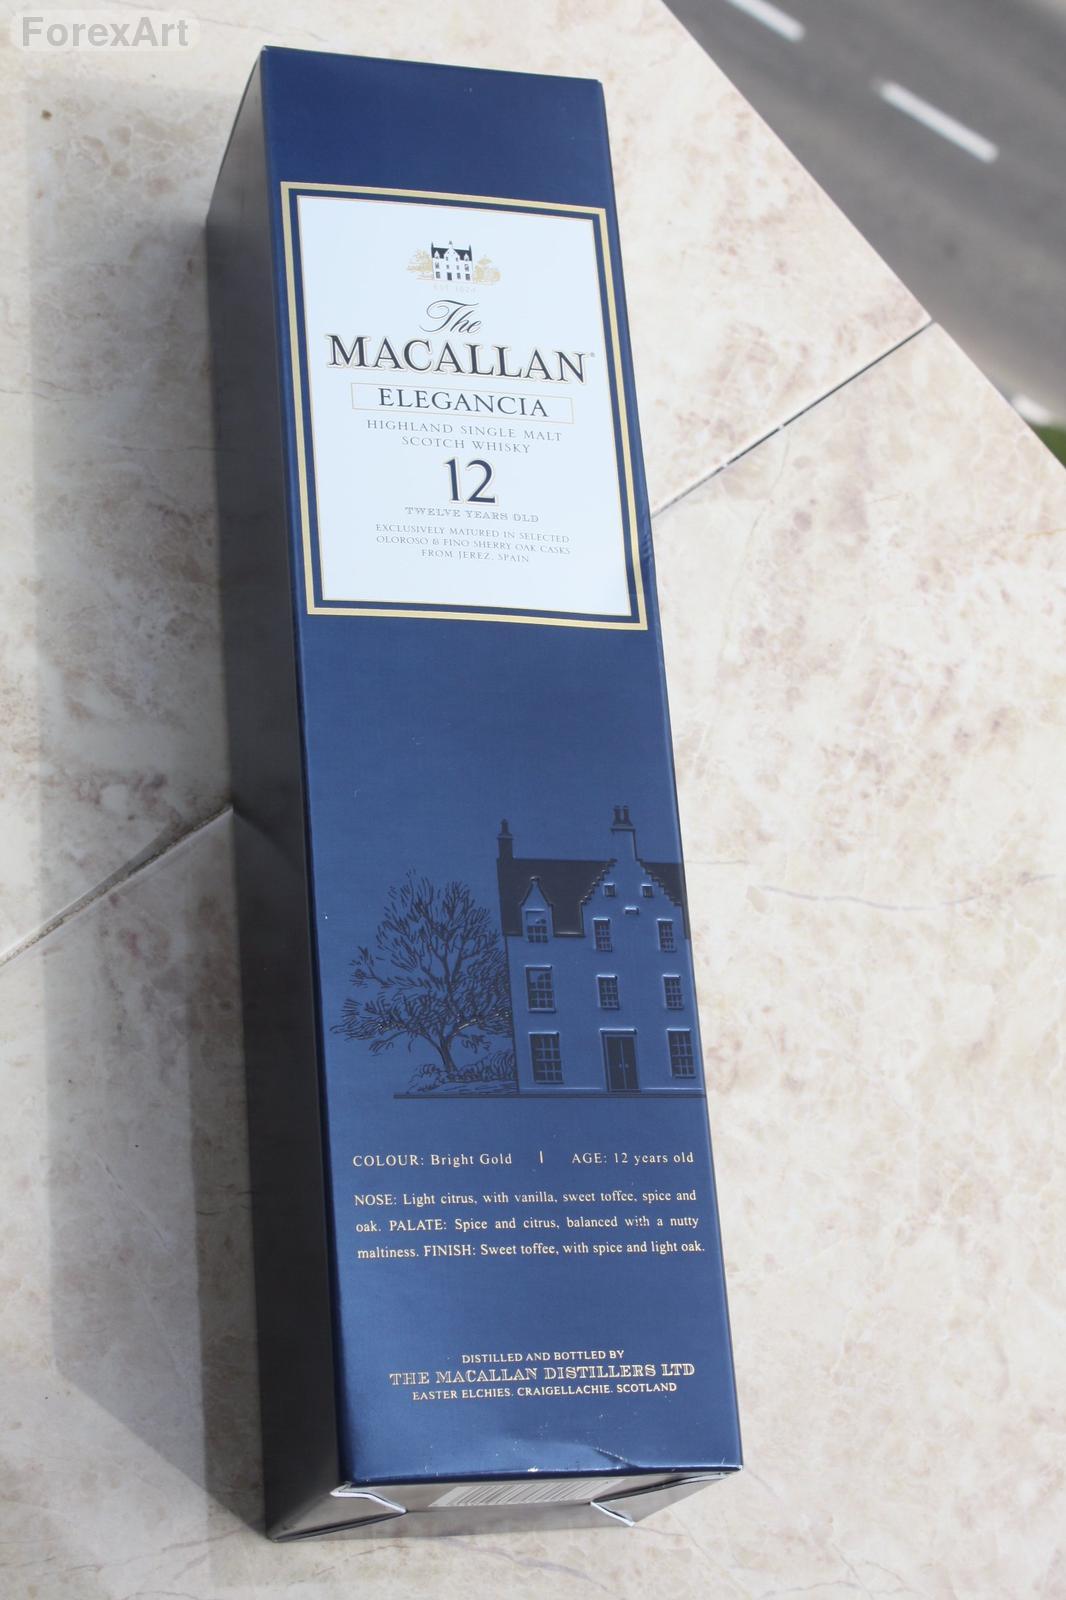 ForexArt
EST. 1824
The
MACALLAN®
ELEGANCIA
HIGHLAND SINGLE MALT
SCOTCH WHISKY
12
TWELVE YEARS OLD
EXCLUSIVELY MATURED IN SELECTED
OLOROSO & FINO SHERRY OAK CASKS
FROM JEREZ, SPAIN
COLOUR: Bright Gold | AGE: 12 years old
NOSE: Light citrus, with vanilla, sweet toffee, spice and
oak. PALATE: Spice and citrus, balanced with a nutty
maltiness. FINISH: Sweet toffee, with spice and light oak.
DISTILLED AND BOTTLED BY
THE MACALLAN DISTILLERS LTD
EASTER ELCHIES. CRAIGELLACHIE. SCOTLAND